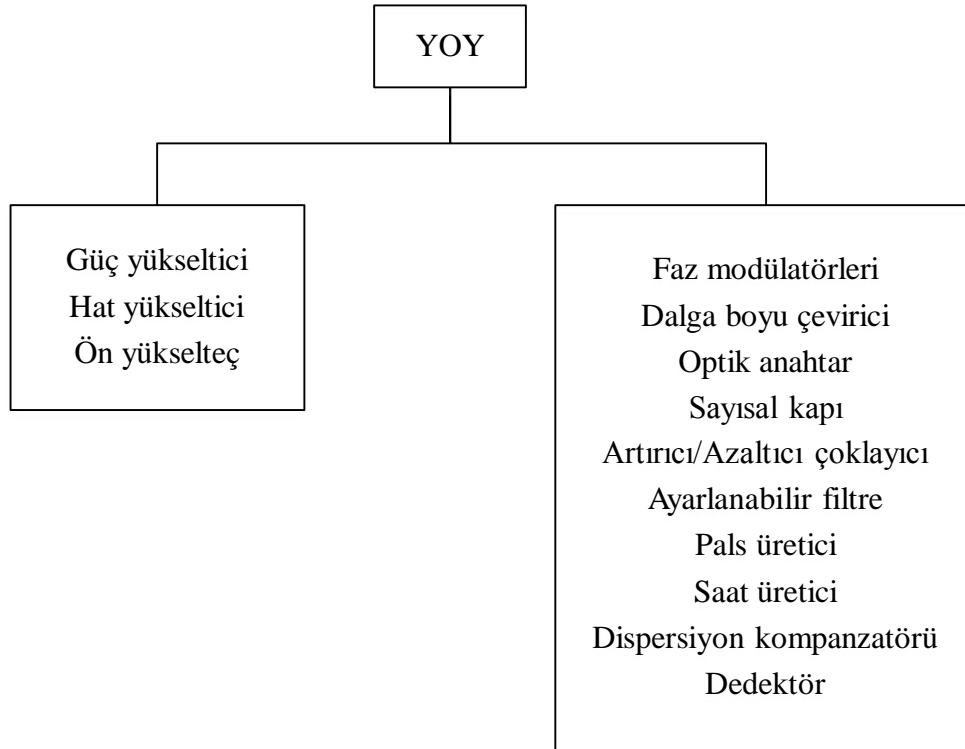 YOY
Güç yükseltici
Hat yükseltici
Ön yükselteç
Faz modülatörleri
Dalga boyu çevirici
Optik anahtar
Sayısal kapı
Artırıcı/Azaltıcı çoklayıcı
Ayarlanabilir filtre
Pals üretici
Saat üretici
Dispersiyon kompanzatörü
Dedektör